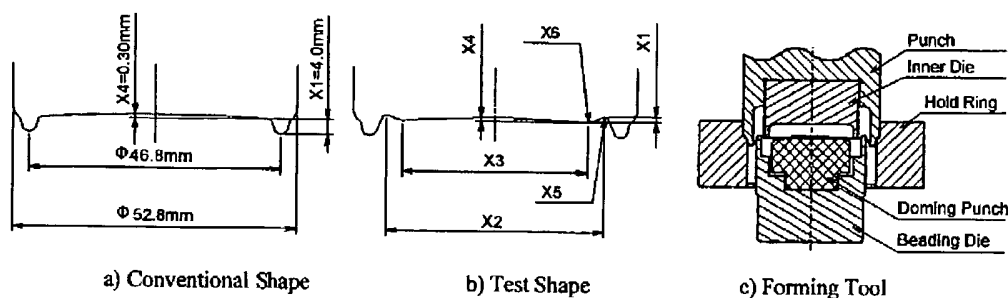 X4=0.30mm
X1=4.0mm
Φ46.8mm
Φ52.8mm
a) Conventional Shape
X4
X6
X1
X3
X5
X2
b) Test Shape
Punch
Inner Die
Hold Ring
Doming Punch
Beading Die
c) Forming Tool